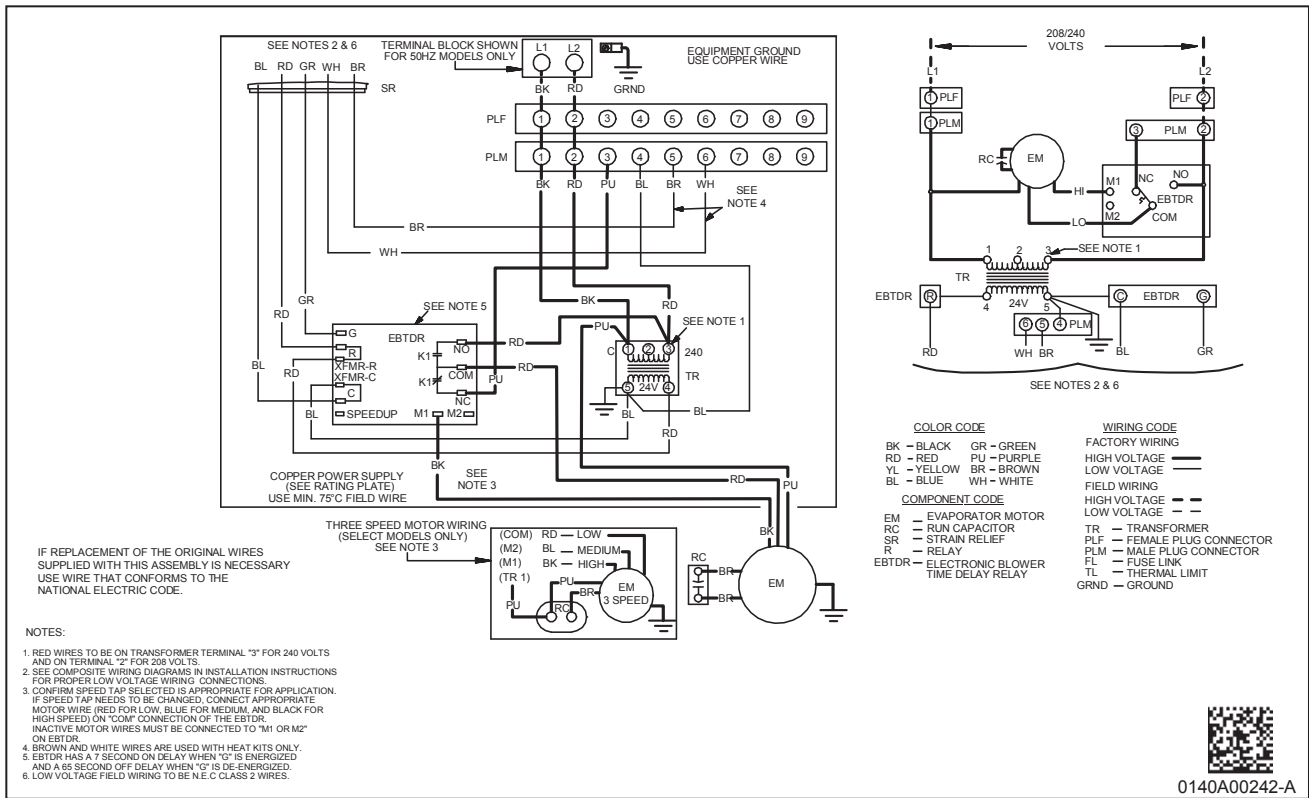 SEE NOTES 2 & 6
BL RD GR WH BR
SR
TERMINAL BLOCK SHOWN
FOR 50HZ MODELS ONLY
L1 L2
BK RD
GRND
EQUIPMENT GROUND
USE COPPER WIRE
PLF 1 2 3 4 5 6 7 8 9
PLM 1 2 3 4 5 6 7 8 9
BK RD PU BL BR WH
SEE
NOTE 4
BR
WH
GR
RD
BL
RD
BL
SEE NOTE 5
EBTDR
G
R
XFMR-R
XFMR-C
C
SPEEDUP
K1
K1
NO
COM
NC
M1 M2
RD
RD
PU
BK
PU
RD
SEE NOTE 1
C 1 2 3 240
TR
5 24V 4
BL
BL
RD
BK
SEE
NOTE 3
RD
PU
BK
COPPER POWER SUPPLY
(SEE RATING PLATE)
USE MIN. 75°C FIELD WIRE
THREE SPEED MOTOR WIRING
(SELECT MODELS ONLY)
SEE NOTE 3
(COM) RD LOW
(M2) BL MEDIUM
(M1) BK HIGH
(TR 1)
PU
PU
BR
RC
EM
3 SPEED
RC
BR
BR
EM
208/240
VOLTS
L1
L2
1 PLF
PLF 2
1 PLM
3 PLM 2
RC
EM
HI
LO
M1
M2
NC
NO
EBTDR
COM
SEE NOTE 1
1 2 3
TR
4 24V 5
EBTDR R
C EBTDR G
6 5 4 PLM
RD
WH BR
BL
GR
SEE NOTES 2 & 6
COLOR CODE
BK – BLACK GR – GREEN
RD – RED PU – PURPLE
YL – YELLOW BR – BROWN
BL – BLUE WH – WHITE
COMPONENT CODE
EM – EVAPORATOR MOTOR
RC – RUN CAPACITOR
SR – STRAIN RELIEF
R – RELAY
EBTDR – ELECTRONIC BLOWER
TIME DELAY RELAY
WIRING CODE
FACTORY WIRING
HIGH VOLTAGE
LOW VOLTAGE
FIELD WIRING
HIGH VOLTAGE
LOW VOLTAGE
TR – TRANSFORMER
PLF – FEMALE PLUG CONNECTOR
PLM – MALE PLUG CONNECTOR
FL – FUSE LINK
TL – THERMAL LIMIT
GRND – GROUND
IF REPLACEMENT OF THE ORIGINAL WIRES
SUPPLIED WITH THIS ASSEMBLY IS NECESSARY
USE WIRE THAT CONFORMS TO THE
NATIONAL ELECTRIC CODE.
NOTES:
1. RED WIRES TO BE ON TRANSFORMER TERMINAL "3" FOR 240 VOLTS
AND ON TERMINAL "2" FOR 208 VOLTS.
2. SEE COMPOSITE WIRING DIAGRAMS IN INSTALLATION INSTRUCTIONS
FOR PROPER LOW VOLTAGE WIRING CONNECTIONS.
3. CONFIRM SPEED TAP SELECTED IS APPROPRIATE FOR APPLICATION.
IF SPEED TAP NEEDS TO BE CHANGED, CONNECT APPROPRIATE
MOTOR WIRE (RED FOR LOW, BLUE FOR MEDIUM, AND BLACK FOR
HIGH SPEED) ON "COM" CONNECTION OF THE EBTDR.
INACTIVE MOTOR WIRES MUST BE CONNECTED TO "M1 OR M2"
ON EBTDR.
4. BROWN AND WHITE WIRES ARE USED WITH HEAT KITS ONLY.
5. EBTDR HAS A 7 SECOND ON DELAY WHEN "G" IS ENERGIZED
AND A 65 SECOND OFF DELAY WHEN "G" IS DE-ENERGIZED.
6. LOW VOLTAGE FIELD WIRING TO BE N.E.C CLASS 2 WIRES.
0140A00242-A